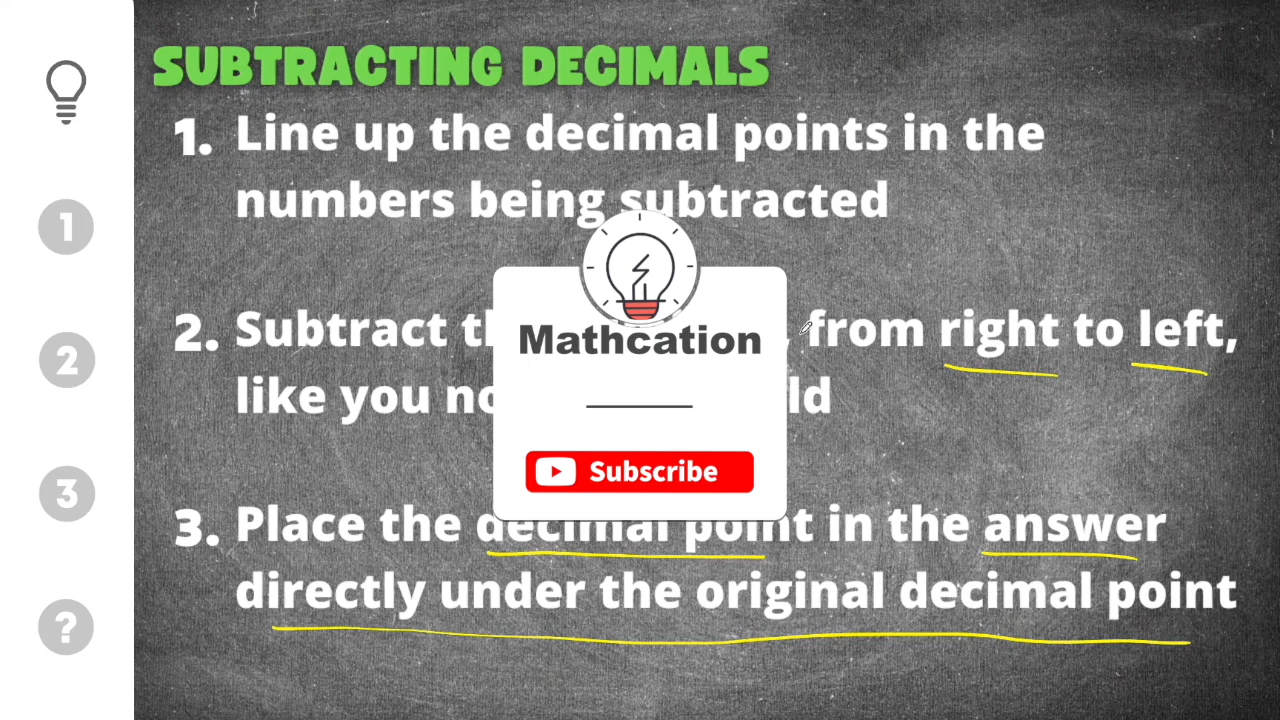 SUBTRACTING DECIMALS
1. Line up the decimal points in the
numbers being subtracted
2. Subtract from right to left,
like you
3. Place the decimal point in the answer
directly under the original decimal point
Mathcation
Subscribe
1
2
3
?